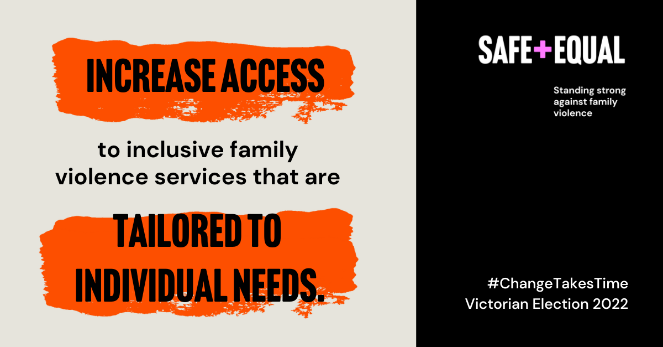 INCREASE ACCESS
to inclusive family
violence services that are
TAILORED TO
INDIVIDUAL NEEDS.
SAFE+EQUAL
Standing strong
against family
violence
#ChangeTakesTime
Victorian Election 2022